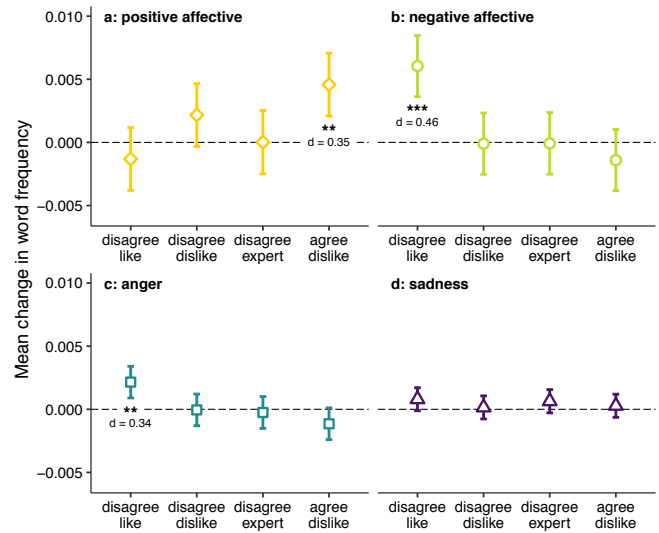 Mean change in word frequency
a: positive affective
0.010
0.005
0.000
−0.005
**
d = 0.35
disagree like
disagree dislike
disagree expert
agree dislike
b: negative affective
***
d = 0.46
disagree like
disagree dislike
disagree expert
agree dislike
c: anger
0.010
0.005
0.000
−0.005
**
d = 0.34
disagree like
disagree dislike
disagree expert
agree dislike
d: sadness
disagree like
disagree dislike
disagree expert
agree dislike